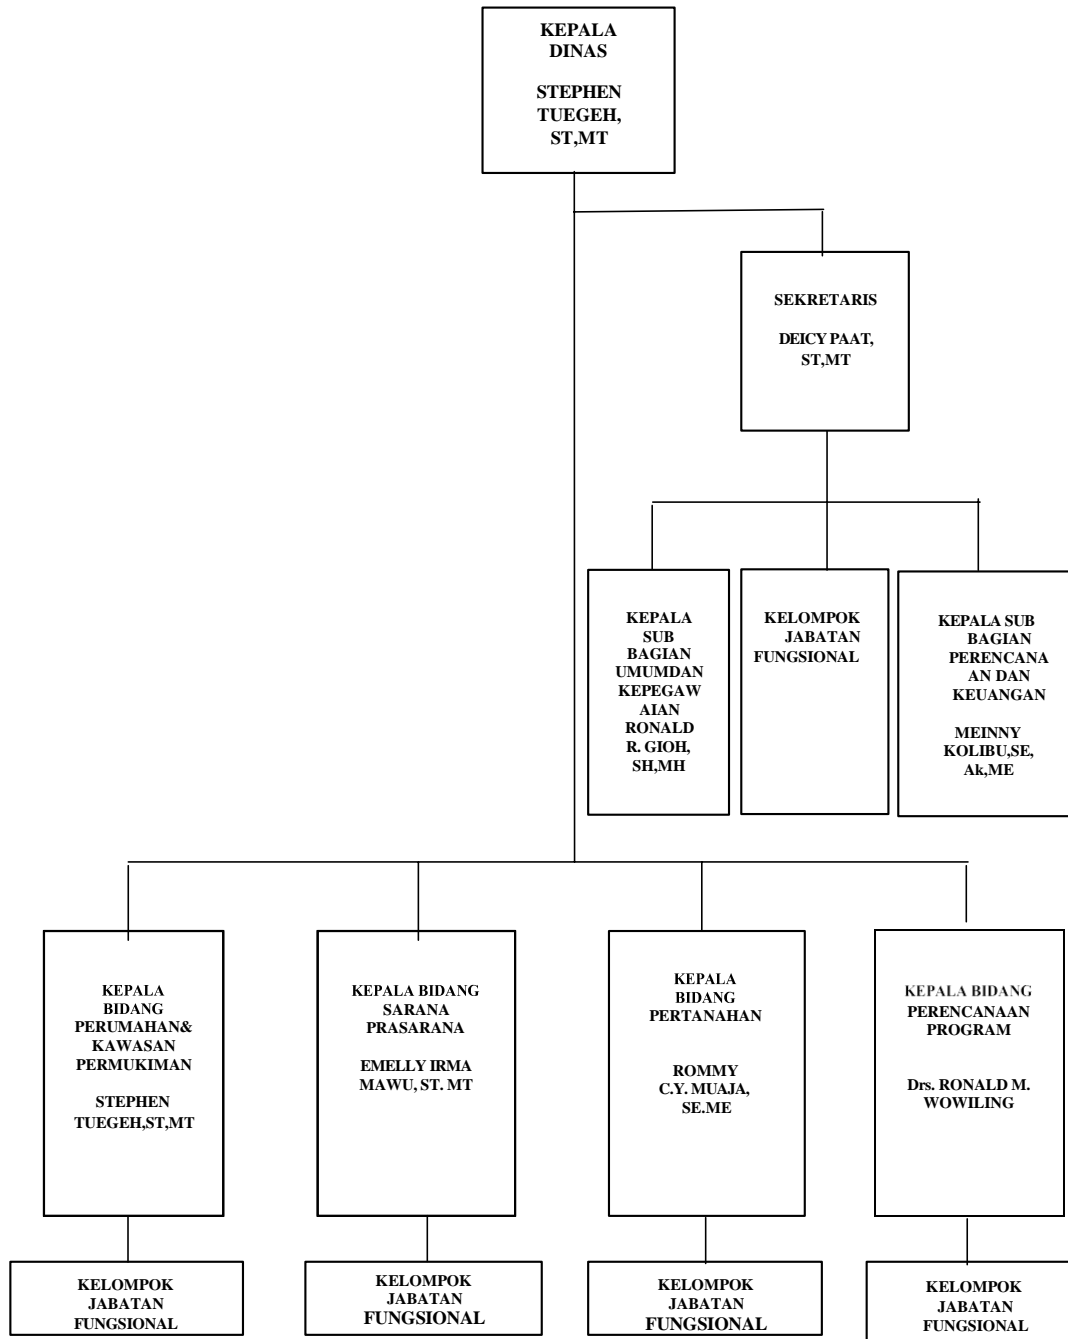 KEPALA
DINAS
STEPHEN
TUEGEH,
ST,MT
SEKRETARIS
DEICY PAAT,
ST,MT
KEPALA
SUB
BAGIAN
UMUMDAN
KEPEGAW
AIAN
RONALD
R. GIOH,
SH,MH
KELOMPOK
JABATAN
FUNGSIONAL
KEPALA SUB
BAGIAN
PERENCANA
AN DAN
KEUANGAN
MEINNY
KOLIBU,SE,
Ak,ME
KEPALA
BIDANG
PERUMAHAN&
KAWASAN
PERMUKIMAN
STEPHEN
TUEGEH,ST,MT
KEPALA BIDANG
SARANA
PRASARANA
EMELLY IRMA
MAWU, ST. MT
KEPALA
BIDANG
PERTANAHAN
ROMMY
C.Y. MUAJA,
SE.ME
KEPALA BIDANG
PERENCANAAN
PROGRAM
Drs. RONALD M.
WOWILING
KELOMPOK
JABATAN
FUNGSIONAL
KELOMPOK
JABATAN
FUNGSIONAL
KELOMPOK
JABATAN
FUNGSIONAL
KELOMPOK
JABATAN
FUNGSIONAL